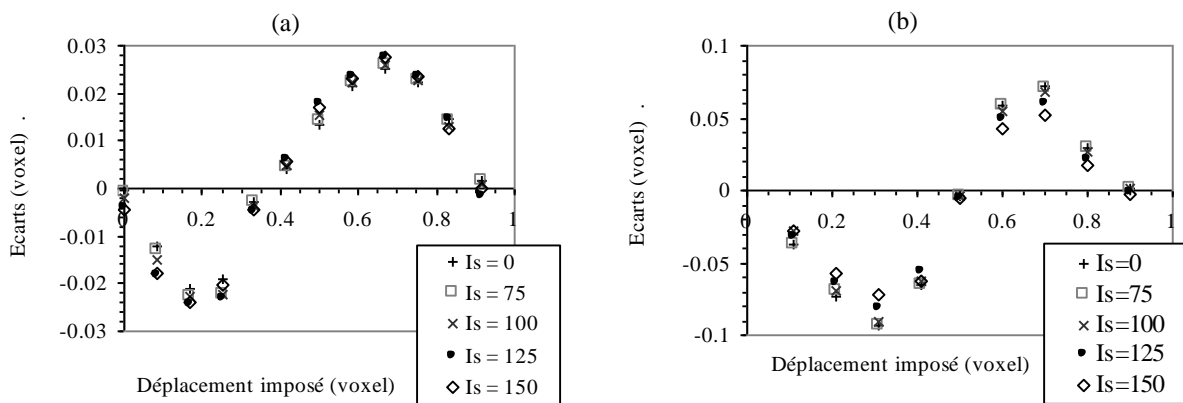 (a)
0.03
0.02
0.01
0
-0.01
-0.02
-0.03
0 0.2 0.4 0.6 0.8 1
Ecarts (voxel) .
Déplacement imposé (voxel)
Is = 0
Is = 75
Is = 100
Is = 125
Is = 150
(b)
0.1
0.05
0
-0.05
-0.1
0 0.2 0.4 0.6 0.8 1
Ecarts (voxel) .
Déplacement imposé (voxel)
Is=0
Is=75
Is=100
Is=125
Is=150